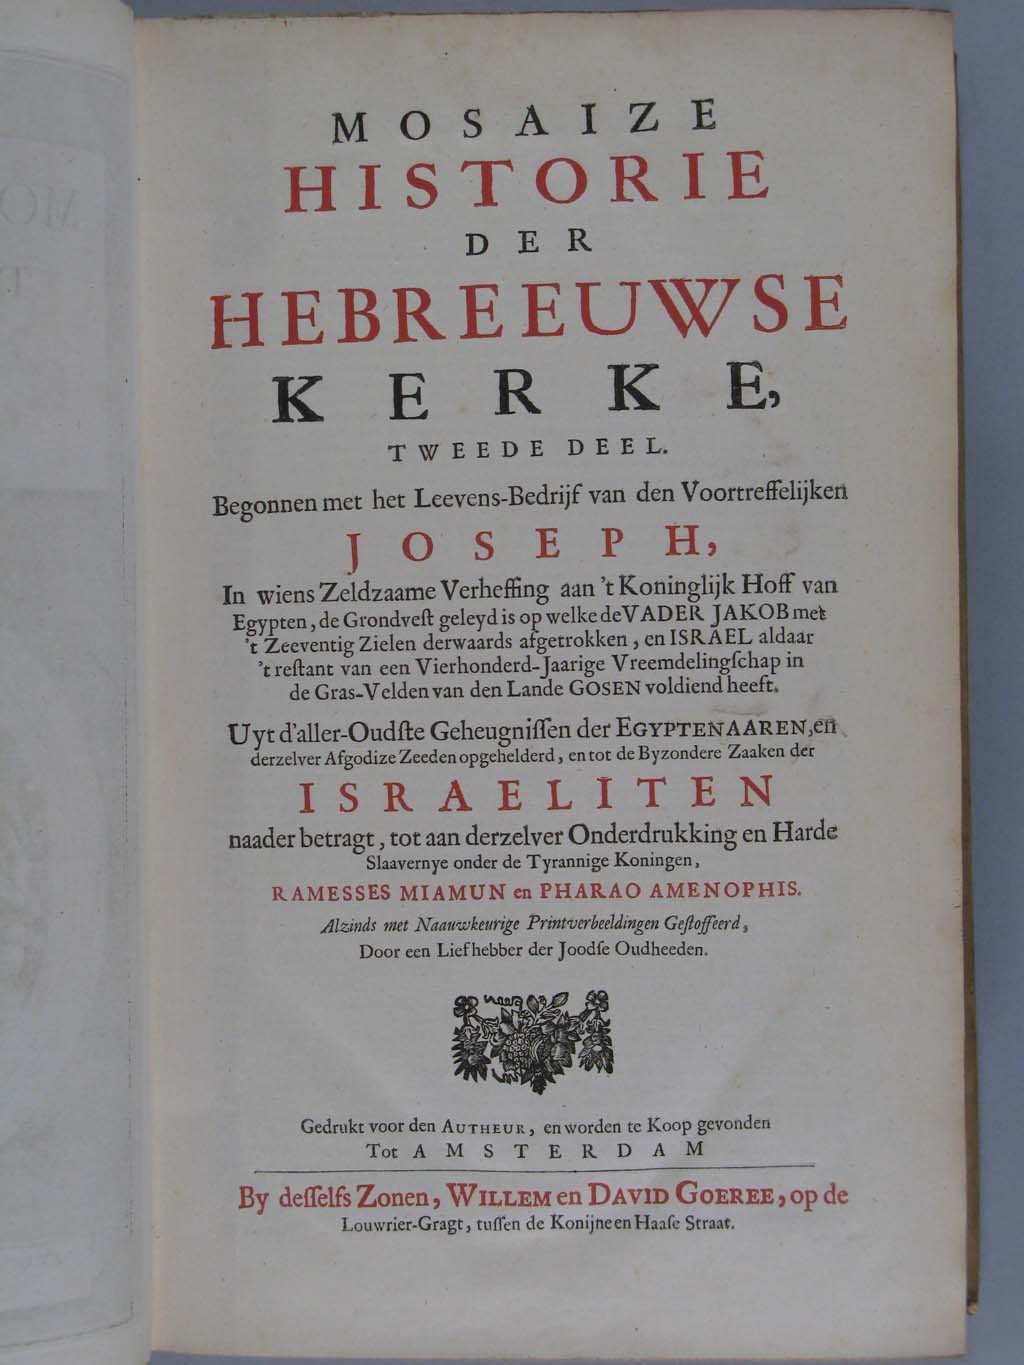 MOSAIZE
HISTORIE
DER
HEBREEUWSE
KERKE,
TWEEDE DEEL.
Begonnen met het Leevens-Bedrijf van den Voortreffelijken
JOSEPH,
In wiens Zeldzaame Verheffing aan 't Koninglijk Hoff van
Egypten, de Grondveſt geleyd is op welke de VADER JAKOB met
't Zeeventig Zielen derwaards afgetrokken, en ISRAEL aldaar
't reſtant van een Vierhonderd-Jaarige Vreemdelingſchap in
de Gras-Velden van den Lande GOSEN voldiend heeft.
Uyt d'aller-Oudſte Geheugniſſen der EGYPTENAAREN, en
derzelver Afgodize Zeeden opgehelderd, en tot de Byzondere Zaaken der
ISRAELITEN
naader betragt, tot aan derzelver Onderdrukking en Harde
Slaavernye onder de Tyrannige Koningen,
RAMESSES MIAMUN en PHARAO AMENOPHIS.
Alzinds met Naauwkeurige Printverbeeldingen Geſtoffeerd,
Door een Liefhebber der Joodſe Oudheeden.
Gedrukt voor den AUTHEUR, en worden te Koop gevonden
Tot AMSTERDAM
By deſſelfs Zonen, WILLEM en DAVID GOEREE, op de
Louwrier-Gragt, tuſſen de Konijne en Haaſe Straat.